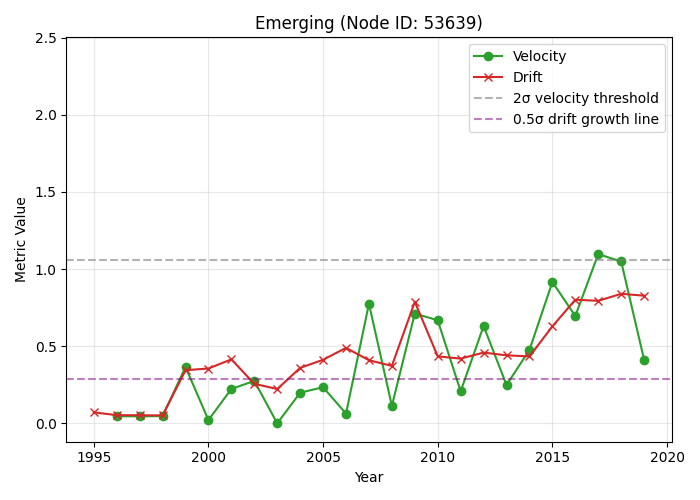 Emerging (Node ID: 53639)
2.5
2.0
1.5
1.0
0.5
0.0
Metric Value
Velocity
Drift
2σ velocity threshold
0.5σ drift growth line
1995
2000
2005
2010
2015
2020
Year